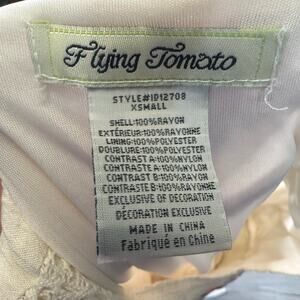 Flying Tomato
STYLE#ID12708
XSMALL
SHELL:100%RAYON
EXTÉRIEUR:100%RAYONNE
LINING:100%POLYESTER
DOUBLURE:100%POLYESTER
CONTRAST A:100%NYLON
CONTRASTE A:100%NYLON
CONTRAST B:100%RAYON
CONTRASTE B:100%RAYONNE
EXCLUSIVE OF DECORATION
DÉCORATION EXCLUSIVE
MADE IN CHINA
Fabriqué en Chine